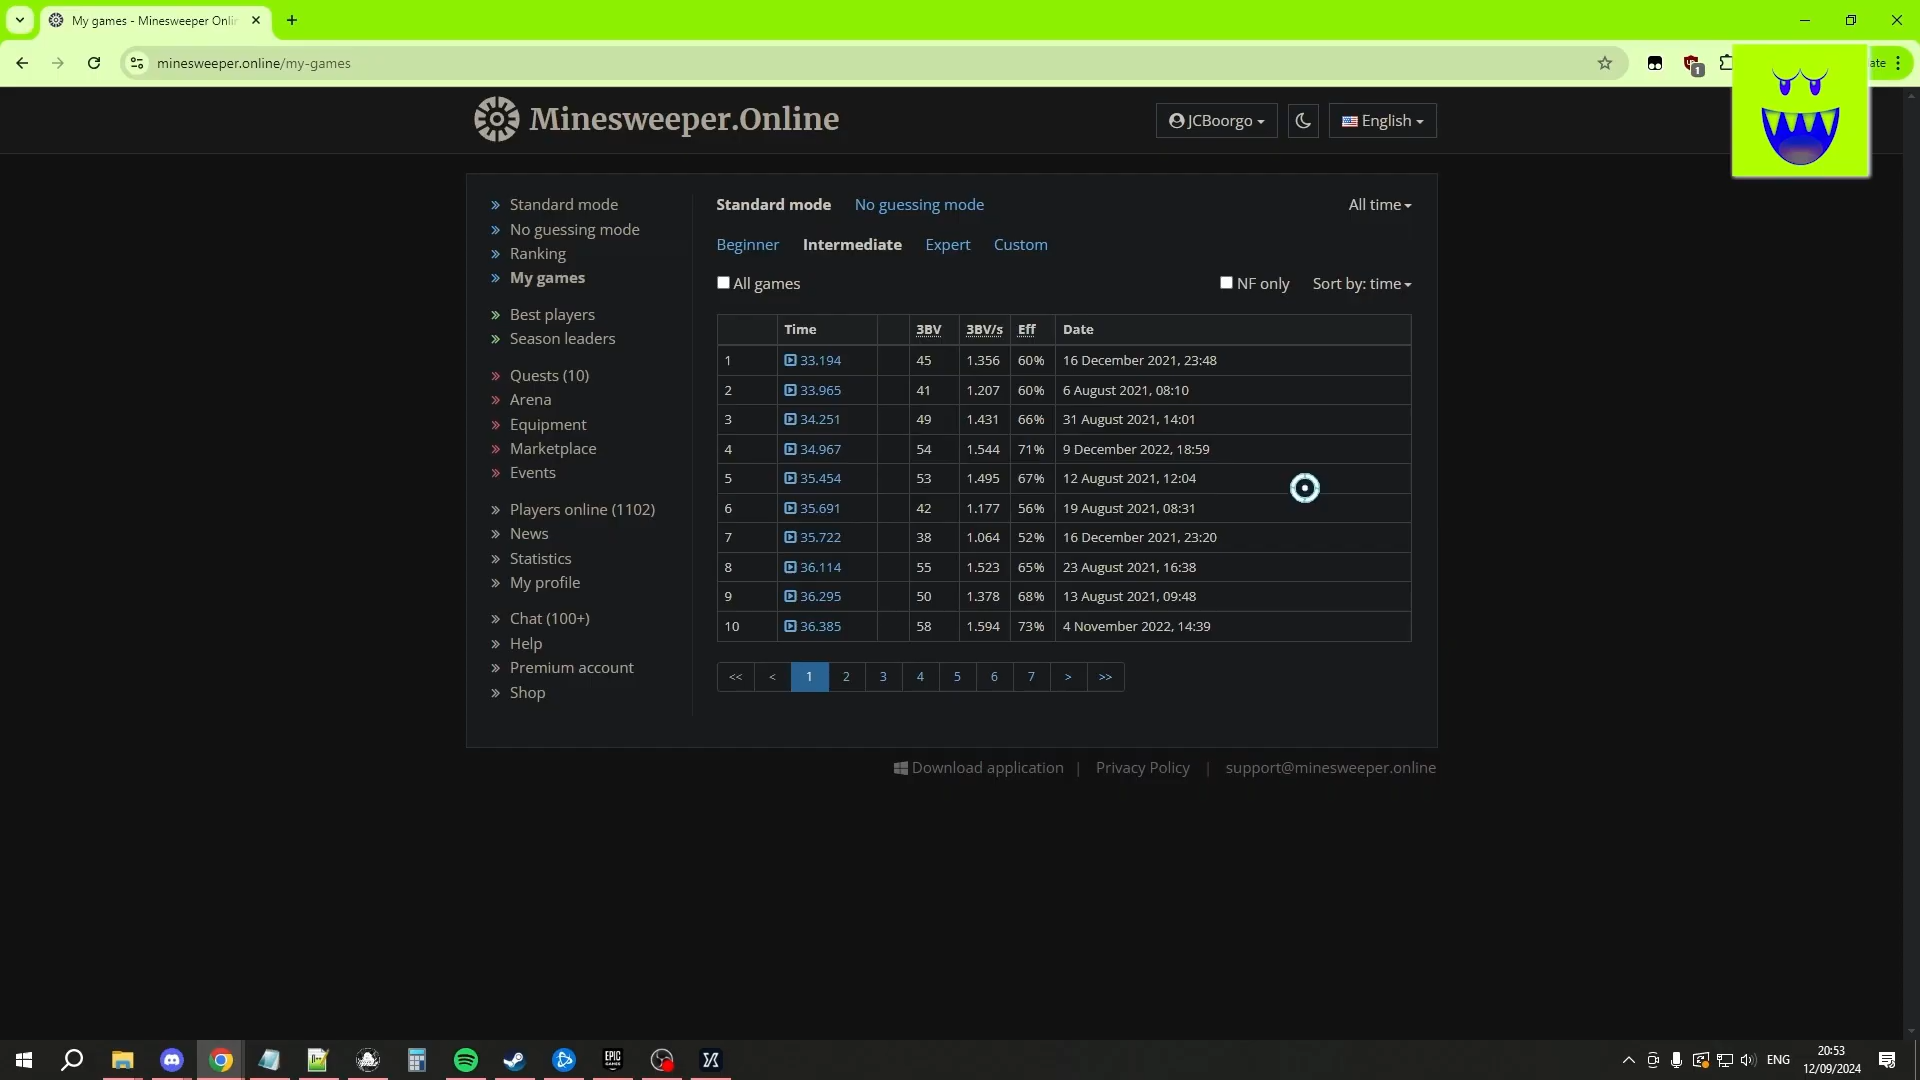 My games - Minesweeper Onlin
minesweeper.online/my-games
1
ate
Minesweeper.Online
JCBoorgo
English
Standard mode
No guessing mode
Ranking
My games
Best players
Season leaders
Quests (10)
Arena
Equipment
Marketplace
Events
Players online (1102)
News
Statistics
My profile
Chat (100+)
Help
Premium account
Shop
Standard mode No guessing mode All time
Beginner Intermediate Expert Custom
All games NF only Sort by: time
Time 3BV 3BV/s Eff Date
1 33.194 45 1.356 60% 16 December 2021, 23:48
2 33.965 41 1.207 60% 6 August 2021, 08:10
3 34.251 49 1.431 66% 31 August 2021, 14:01
4 34.967 54 1.544 71% 9 December 2022, 18:59
5 35.454 53 1.495 67% 12 August 2021, 12:04
6 35.691 42 1.177 56% 19 August 2021, 08:31
7 35.722 38 1.064 52% 16 December 2021, 23:20
8 36.114 55 1.523 65% 23 August 2021, 16:38
9 36.295 50 1.378 68% 13 August 2021, 09:48
10 36.385 58 1.594 73% 4 November 2022, 14:39
<< < 1 2 3 4 5 6 7 > >>
Download application | Privacy Policy | support@minesweeper.online
EPIC GAMES
ENG
20:53
12/09/2024